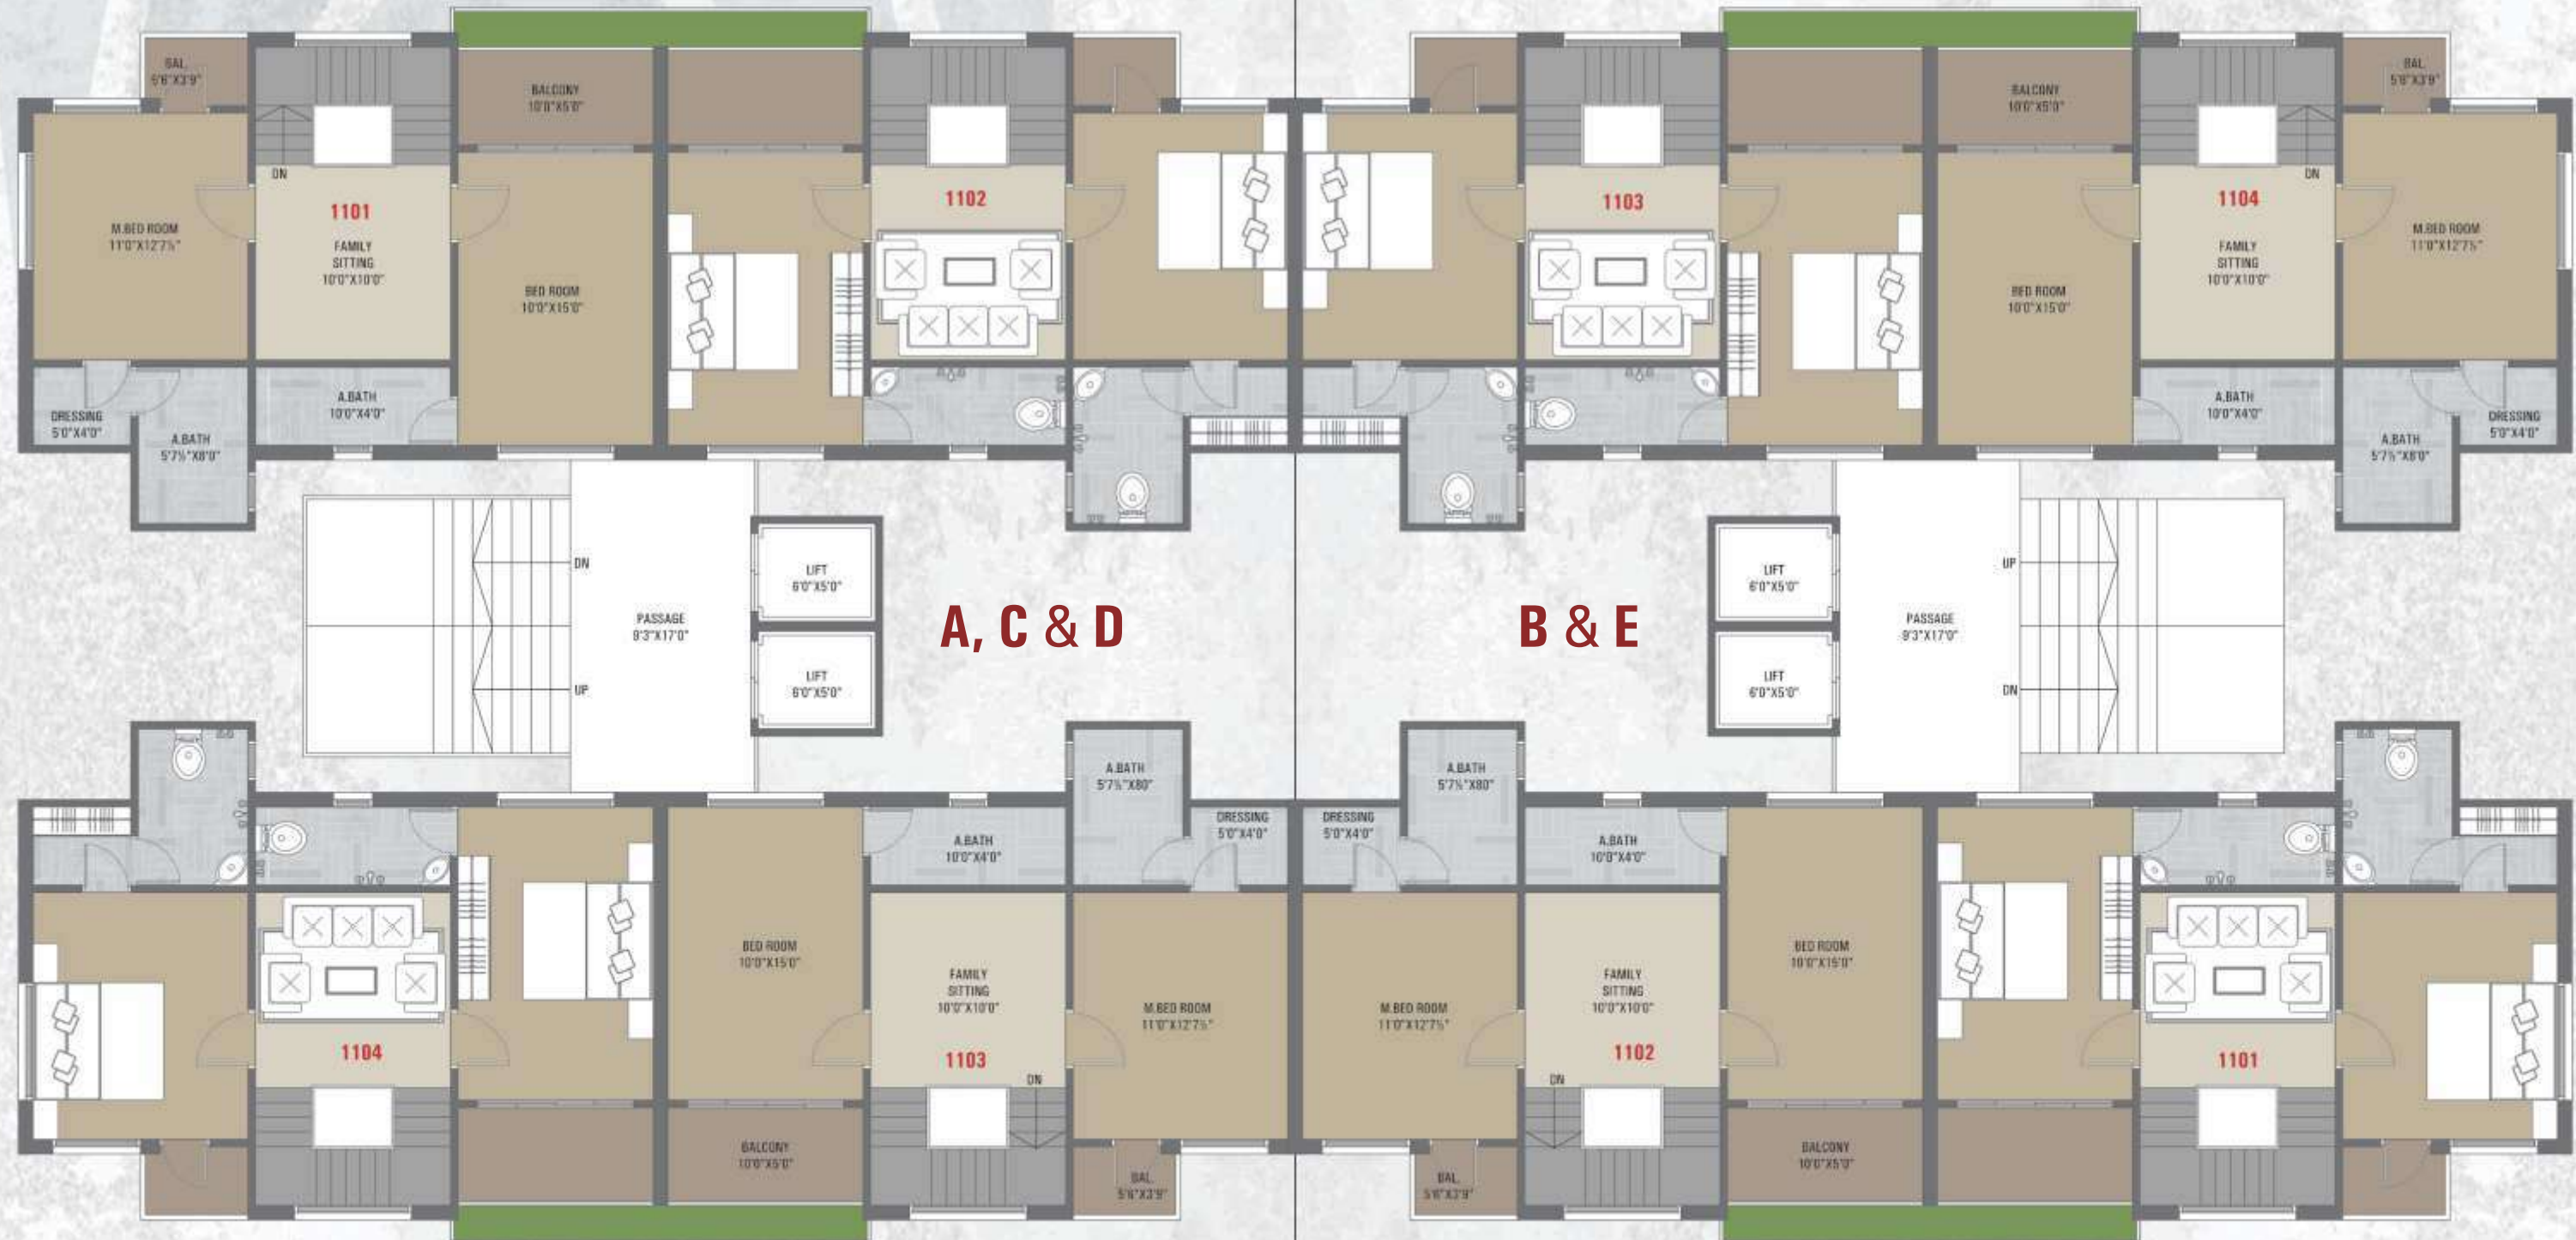 BAL.
5'6"X3'9"
BALCONY
10'0"X5'0"
DN
1101
FAMILY
SITTING
10'0"X10'0"
M.BED ROOM
11'0"X12'7½"
BED ROOM
10'0"X15'0"
DRESSING
5'0"X4'0"
A.BATH
5'7½"X8'0"
A.BATH
10'0"X4'0"
1102
1103
BALCONY
10'0"X5'0"
BAL.
5'6"X3'9"
DN
1104
FAMILY
SITTING
10'0"X10'0"
M.BED ROOM
11'0"X12'7½"
BED ROOM
10'0"X15'0"
A.BATH
10'0"X4'0"
DRESSING
5'0"X4'0"
A.BATH
5'7½"X8'0"
DN
UP
PASSAGE
9'3"X17'0"
LIFT
6'0"X5'0"
LIFT
6'0"X5'0"
A, C & D
B & E
LIFT
6'0"X5'0"
LIFT
6'0"X5'0"
PASSAGE
9'3"X17'0"
UP
DN
1104
A.BATH
5'7½"X80"
DRESSING
5'0"X4'0"
A.BATH
10'0"X4'0"
BED ROOM
10'0"X15'0"
FAMILY
SITTING
10'0"X10'0"
1103
DN
M.BED ROOM
11'0"X12'7½"
BALCONY
10'0"X5'0"
BAL.
5'6"X3'9"
A.BATH
5'7½"X80"
DRESSING
5'0"X4'0"
A.BATH
10'0"X4'0"
M.BED ROOM
11'0"X12'7½"
FAMILY
SITTING
10'0"X10'0"
1102
DN
BED ROOM
10'0"X15'0"
BAL.
5'6"X3'9"
BALCONY
10'0"X5'0"
1101